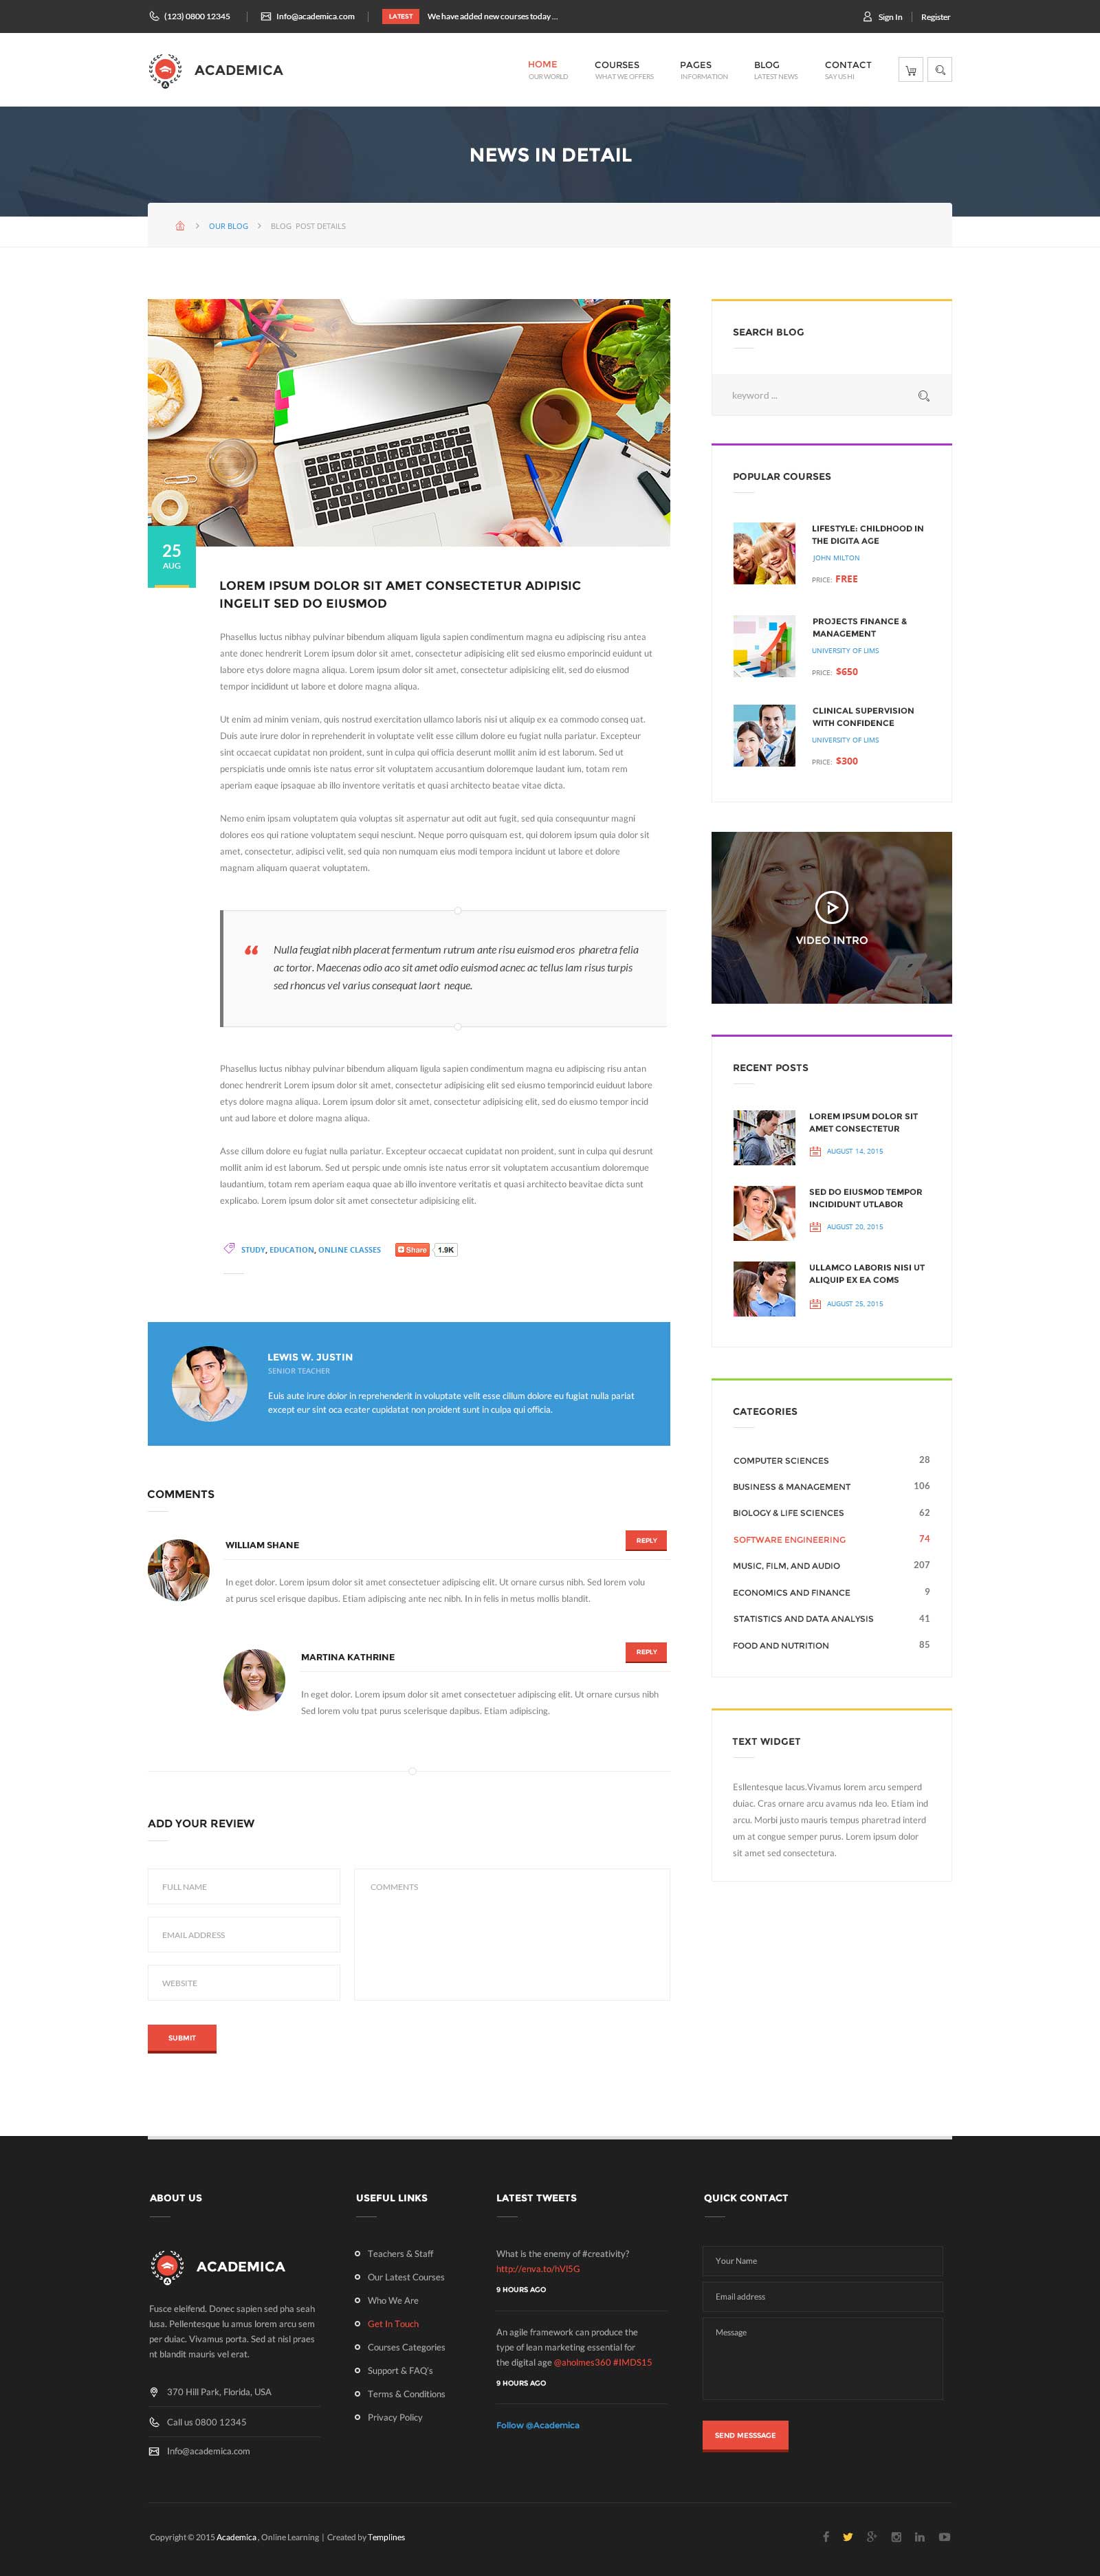 (123) 0800 12345
Info@academica.com
LATEST
We have added new courses today ...
Sign In
Register
ACADEMICA
HOME
OUR WORLD
COURSES
WHAT WE OFFERS
PAGES
INFORMATION
BLOG
LATEST NEWS
CONTACT
SAY US HI
NEWS IN DETAIL
OUR BLOG
BLOG POST DETAILS
25
AUG
LOREM IPSUM DOLOR SIT AMET CONSECTETUR ADIPISIC
INGELIT SED DO EIUSMOD
Phasellus luctus nibhay pulvinar bibendum aliquam ligula sapien condimentum magna eu adipiscing risu antea
ante donec hendrerit Lorem ipsum dolor sit amet, consectetur adipisicing elit sed eiusmo emporincid euidunt ut
labore etys dolore magna aliqua. Lorem ipsum dolor sit amet, consectetur adipisicing elit, sed do eiusmod
tempor incididunt ut labore et dolore magna aliqua.
Ut enim ad minim veniam, quis nostrud exercitation ullamco laboris nisi ut aliquip ex ea commodo conseq uat.
Duis aute irure dolor in reprehenderit in voluptate velit esse cillum dolore eu fugiat nulla pariatur. Excepteur
sint occaecat cupidatat non proident, sunt in culpa qui officia deserunt mollit anim id est laborum. Sed ut
perspiciatis unde omnis iste natus error sit voluptatem accusantium doloremque laudant ium, totam rem
aperiam eaque ipsaquae ab illo inventore veritatis et quasi architecto beatae vitae dicta.
Nemo enim ipsam voluptatem quia voluptas sit aspernatur aut odit aut fugit, sed quia consequuntur magni
dolores eos qui ratione voluptatem sequi nesciunt. Neque porro quisquam est, qui dolorem ipsum quia dolor sit
amet, consectetur, adipisci velit, sed quia non numquam eius modi tempora incidunt ut labore et dolore
magnam aliquam quaerat voluptatem.
“ Nulla feugiat nibh placerat fermentum rutrum ante risu euismod eros pharetra felia
ac tortor. Maecenas odio aco sit amet odio euismod acnec ac tellus lam risus turpis
sed rhoncus vel varius consequat laort neque.
Phasellus luctus nibhay pulvinar bibendum aliquam ligula sapien condimentum magna eu adipiscing risu antan
donec hendrerit Lorem ipsum dolor sit amet, consectetur adipisicing elit sed eiusmo temporincid euiduut labore
etys dolore magna aliqua. Lorem ipsum dolor sit amet, consectetur adipisicing elit, sed do eiusmo tempor incid
unt aud labore et dolore magna aliqua.
Asse cillum dolore eu fugiat nulla pariatur. Excepteur occaecat cupidatat non proident, sunt in culpa qui desrunt
mollit anim id est laborum. Sed ut perspic unde omnis iste natus error sit voluptatem accusantium doloremque
laudantium, totam rem aperiam eaqua quae ab illo inventore veritatis et quasi architecto beavitae dicta sunt
explicabo. Lorem ipsum dolor sit amet consectetur adipisicing elit.
STUDY, EDUCATION, ONLINE CLASSES
Share
1.9K
LEWIS W. JUSTIN
SENIOR TEACHER
Euis aute irure dolor in reprehenderit in voluptate velit esse cillum dolore eu fugiat nulla pariat
except eur sint oca ecater cupidatat non proident sunt in culpa qui officia.
COMMENTS
WILLIAM SHANE
REPLY
In eget dolor. Lorem ipsum dolor sit amet consectetuer adipiscing elit. Ut ornare cursus nibh. Sed lorem volu
at purus scel erisque dapibus. Etiam adipiscing ante nec nibh. In in felis in metus mollis blandit.
MARTINA KATHRINE
REPLY
In eget dolor. Lorem ipsum dolor sit amet consectetuer adipiscing elit. Ut ornare cursus nibh
Sed lorem volu tpat purus scelerisque dapibus. Etiam adipiscing.
ADD YOUR REVIEW
FULL NAME
EMAIL ADDRESS
WEBSITE
COMMENTS
SUBMIT
SEARCH BLOG
keyword ...
POPULAR COURSES
LIFESTYLE: CHILDHOOD IN
THE DIGITA AGE
JOHN MILTON
PRICE: FREE
PROJECTS FINANCE &
MANAGEMENT
UNIVERSITY OF LIMS
PRICE: $650
CLINICAL SUPERVISION
WITH CONFIDENCE
UNIVERSITY OF LIMS
PRICE: $300
VIDEO INTRO
RECENT POSTS
LOREM IPSUM DOLOR SIT
AMET CONSECTETUR
AUGUST 14, 2015
SED DO EIUSMOD TEMPOR
INCIDIDUNT UTLABOR
AUGUST 20, 2015
ULLAMCO LABORIS NISI UT
ALIQUIP EX EA COMS
AUGUST 25, 2015
CATEGORIES
COMPUTER SCIENCES 28
BUSINESS & MANAGEMENT 106
BIOLOGY & LIFE SCIENCES 62
SOFTWARE ENGINEERING 74
MUSIC, FILM, AND AUDIO 207
ECONOMICS AND FINANCE 9
STATISTICS AND DATA ANALYSIS 41
FOOD AND NUTRITION 85
TEXT WIDGET
Esllentesque lacus.Vivamus lorem arcu semperd
duiac. Cras ornare arcu avamus nda leo. Etiam ind
arcu. Morbi justo mauris tempus pharetrad interd
um at congue semper purus. Lorem ipsum dolor
sit amet sed consectetura.
ABOUT US
ACADEMICA
Fusce eleifend. Donec sapien sed pha seah
lusa. Pellentesque lu amus lorem arcu sem
per duiac. Vivamus porta. Sed at nisl praes
nt blandit mauris vel erat.
370 Hill Park, Florida, USA
Call us 0800 12345
Info@academica.com
USEFUL LINKS
Teachers & Staff
Our Latest Courses
Who We Are
Get In Touch
Courses Categories
Support & FAQ's
Terms & Conditions
Privacy Policy
LATEST TWEETS
What is the enemy of #creativity?
http://enva.to/hVl5G
9 HOURS AGO
An agile framework can produce the
type of lean marketing essential for
the digital age @aholmes360 #IMDS15
9 HOURS AGO
Follow @Academica
QUICK CONTACT
Your Name
Email address
Message
SEND MESSSAGE
Copyright © 2015 Academica , Online Learning | Created by Templines